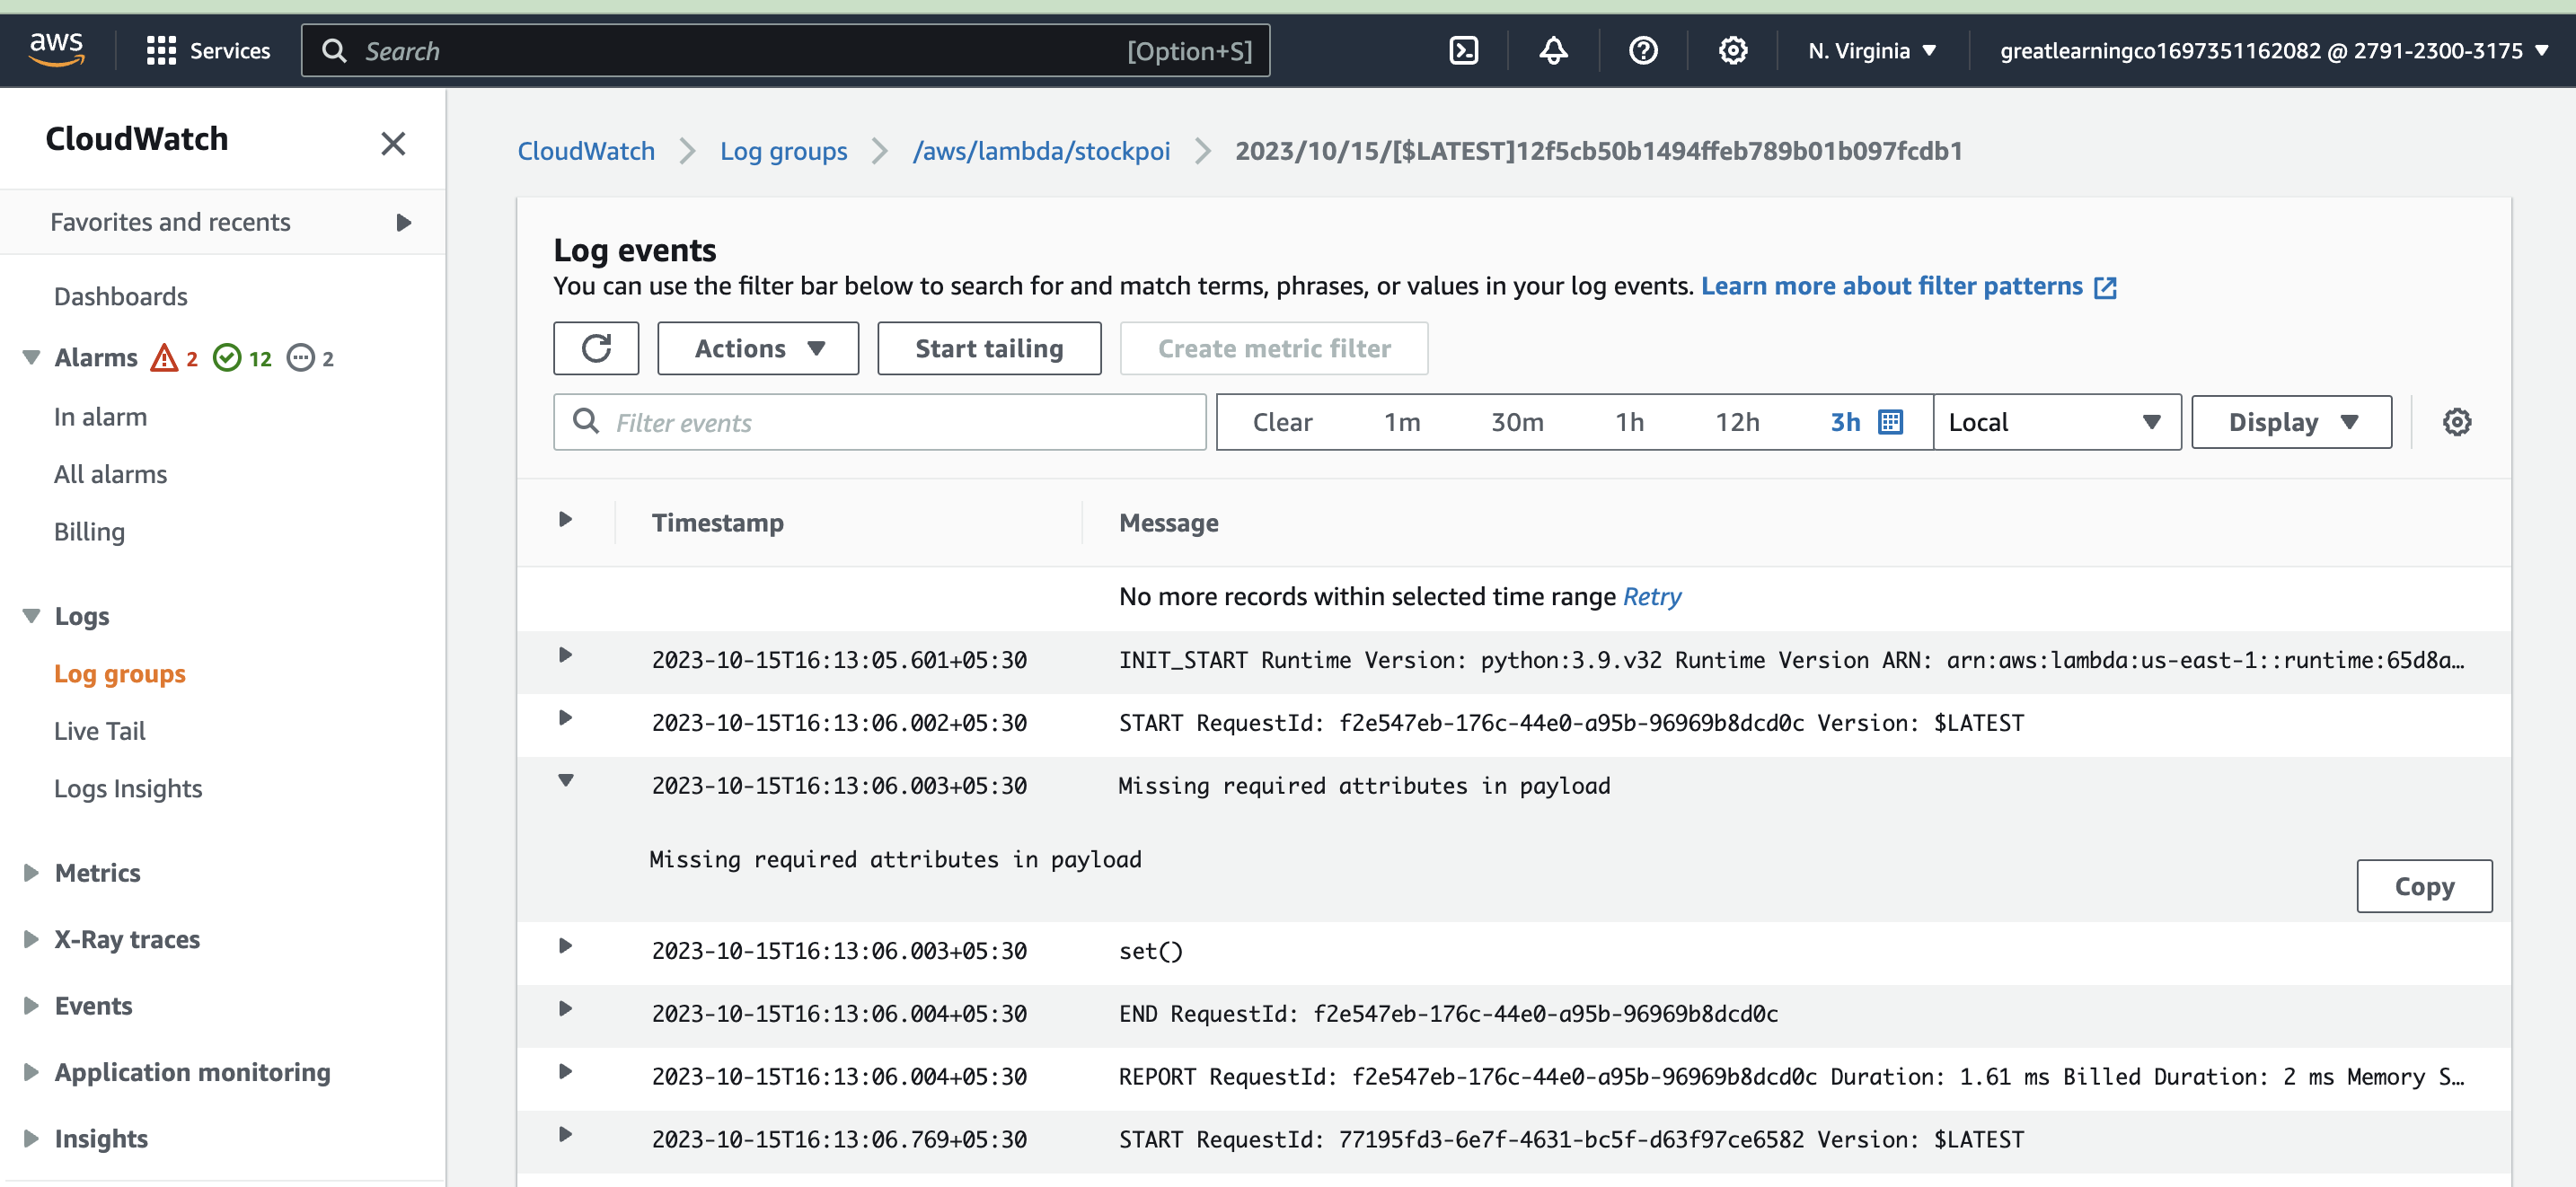 aws
Services
Search
[Option+S]
N. Virginia
greatlearningco1697351162082 @ 2791-2300-3175
CloudWatch
Favorites and recents
Dashboards
Alarms 2 12 2
In alarm
All alarms
Billing
Logs
Log groups
Live Tail
Logs Insights
Metrics
X-Ray traces
Events
Application monitoring
Insights
CloudWatch
Log groups
/aws/lambda/stockpoi
2023/10/15/[$LATEST]12f5cb50b1494ffeb789b01b097fcdb1
Log events
You can use the filter bar below to search for and match terms, phrases, or values in your log events. Learn more about filter patterns
Actions
Start tailing
Create metric filter
Filter events
Clear 1m 30m 1h 12h 3h
Local
Display
Timestamp Message
No more records within selected time range Retry
2023-10-15T16:13:05.601+05:30 INIT_START Runtime Version: python:3.9.v32 Runtime Version ARN: arn:aws:lambda:us-east-1::runtime:65d8a…
2023-10-15T16:13:06.002+05:30 START RequestId: f2e547eb-176c-44e0-a95b-96969b8dcd0c Version: $LATEST
2023-10-15T16:13:06.003+05:30 Missing required attributes in payload
Missing required attributes in payload
Copy
2023-10-15T16:13:06.003+05:30 set()
2023-10-15T16:13:06.004+05:30 END RequestId: f2e547eb-176c-44e0-a95b-96969b8dcd0c
2023-10-15T16:13:06.004+05:30 REPORT RequestId: f2e547eb-176c-44e0-a95b-96969b8dcd0c Duration: 1.61 ms Billed Duration: 2 ms Memory S…
2023-10-15T16:13:06.769+05:30 START RequestId: 77195fd3-6e7f-4631-bc5f-d63f97ce6582 Version: $LATEST